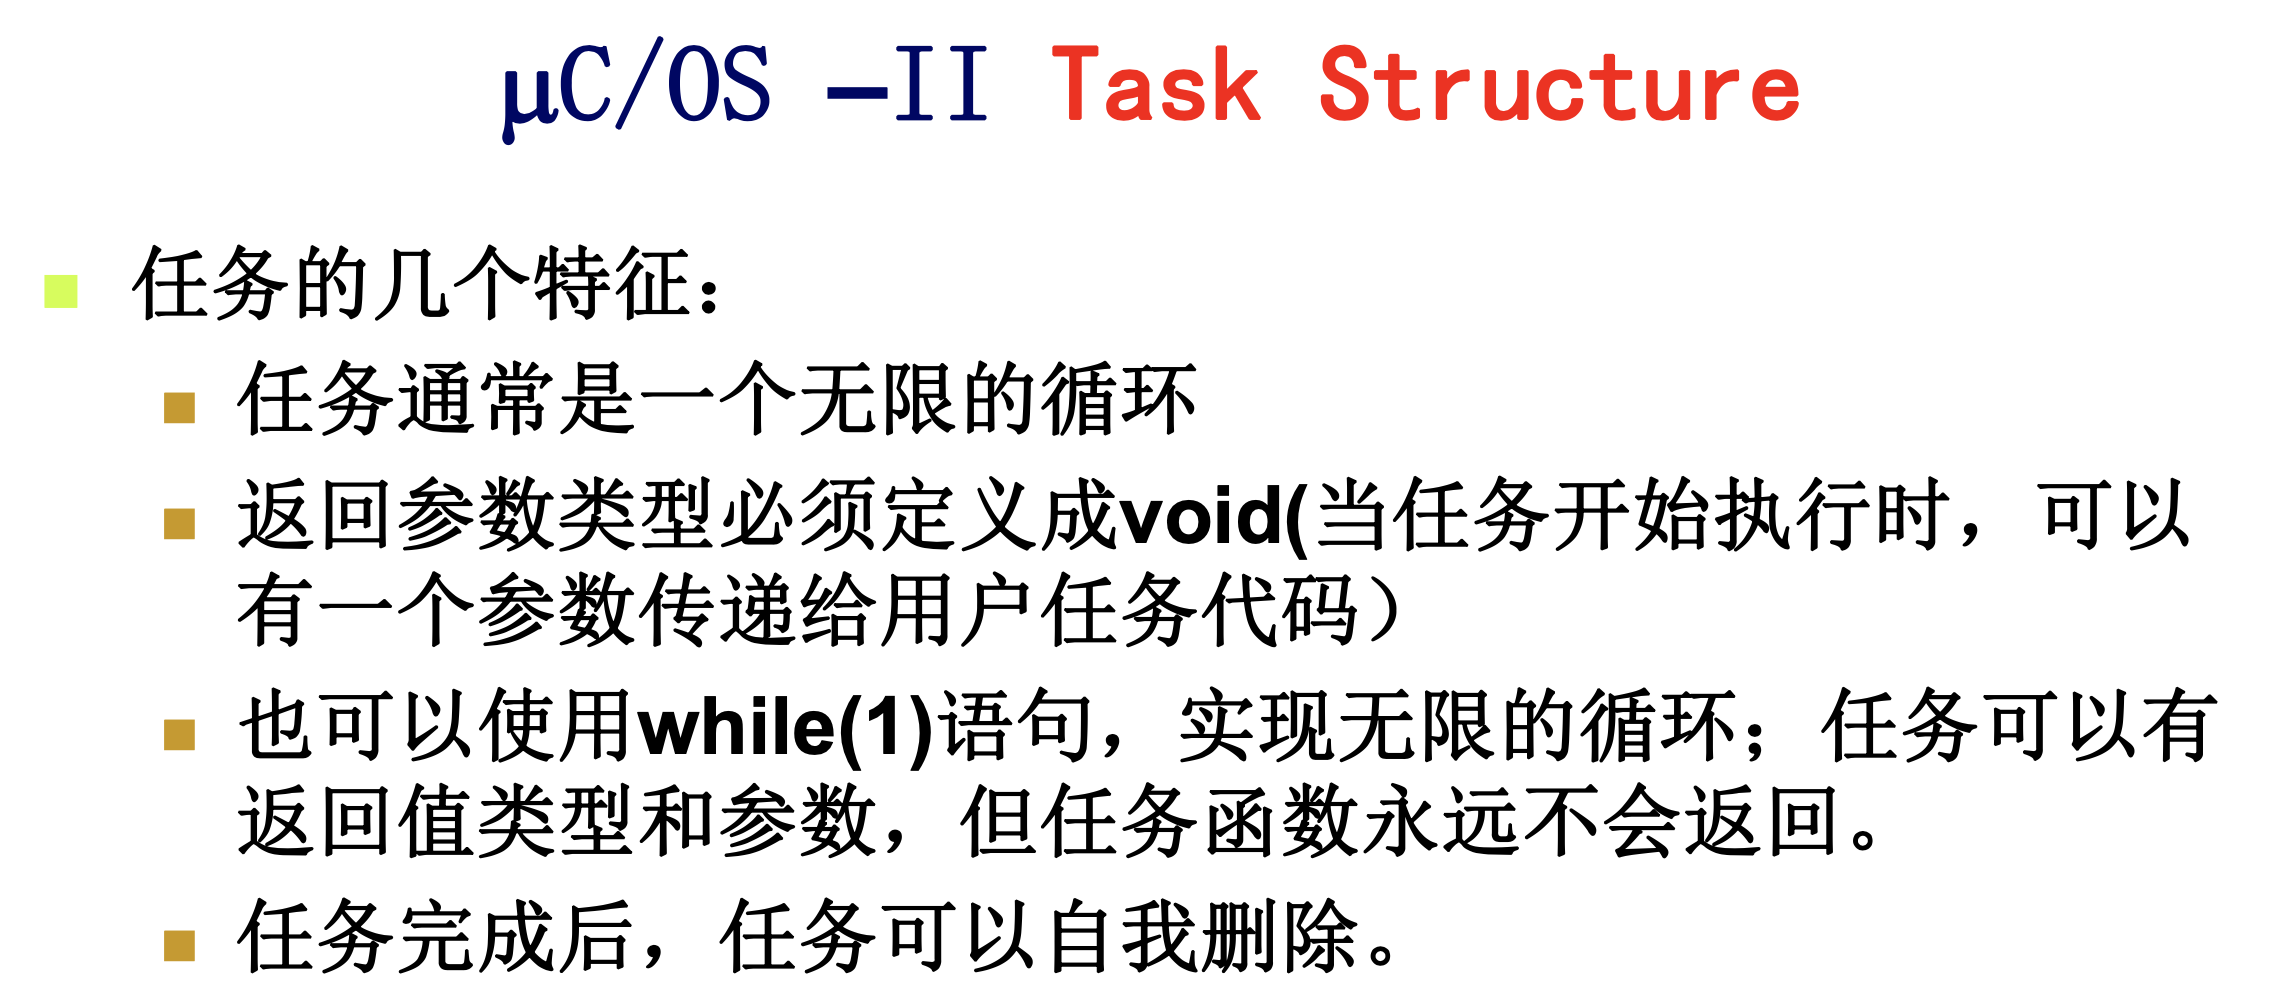 μC/OS –II Task Structure
任务的几个特征：
任务通常是一个无限的循环
返回参数类型必须定义成void(当任务开始执行时，可以
有一个参数传递给用户任务代码）
也可以使用while(1)语句，实现无限的循环；任务可以有
返回值类型和参数，但任务函数永远不会返回。
任务完成后，任务可以自我删除。